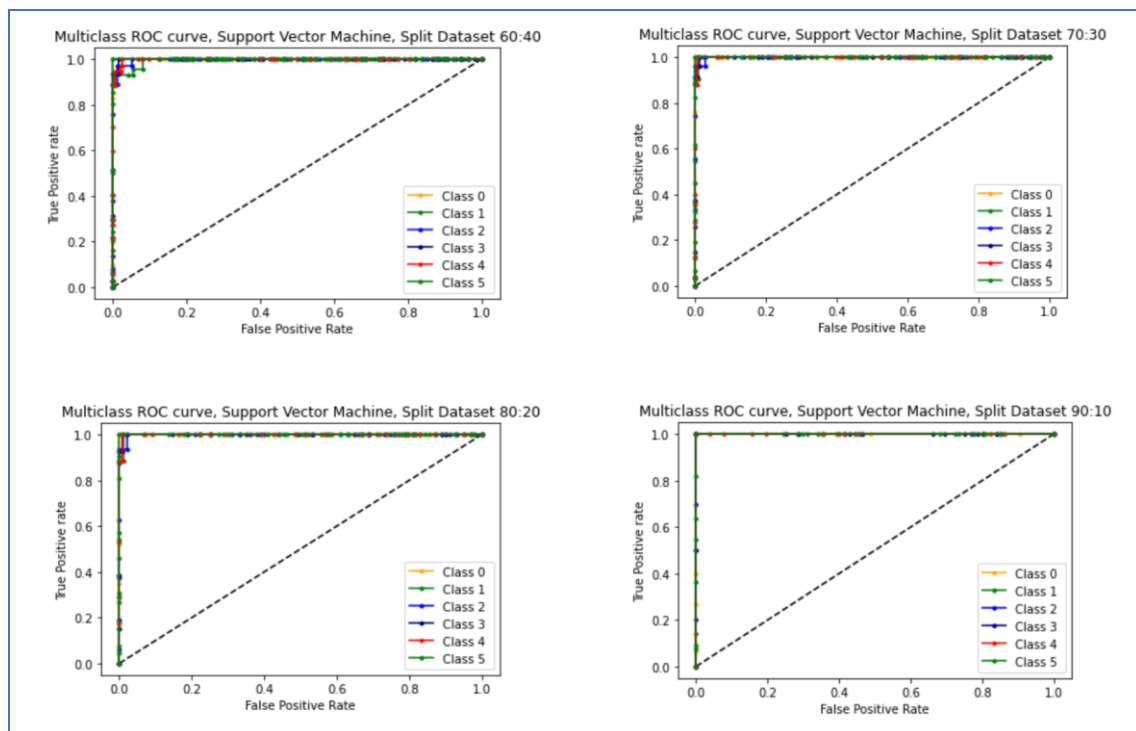 Multiclass ROC curve, Support Vector Machine, Split Dataset 60:40
1.0
0.8
0.6
0.4
0.2
0.0
True Positive rate
0.0 0.2 0.4 0.6 0.8 1.0
False Positive Rate
Class 0
Class 1
Class 2
Class 3
Class 4
Class 5
Multiclass ROC curve, Support Vector Machine, Split Dataset 70:30
1.0
0.8
0.6
0.4
0.2
0.0
True Positive rate
0.0 0.2 0.4 0.6 0.8 1.0
False Positive Rate
Class 0
Class 1
Class 2
Class 3
Class 4
Class 5
Multiclass ROC curve, Support Vector Machine, Split Dataset 80:20
1.0
0.8
0.6
0.4
0.2
0.0
True Positive rate
0.0 0.2 0.4 0.6 0.8 1.0
False Positive Rate
Class 0
Class 1
Class 2
Class 3
Class 4
Class 5
Multiclass ROC curve, Support Vector Machine, Split Dataset 90:10
1.0
0.8
0.6
0.4
0.2
0.0
True Positive rate
0.0 0.2 0.4 0.6 0.8 1.0
False Positive Rate
Class 0
Class 1
Class 2
Class 3
Class 4
Class 5